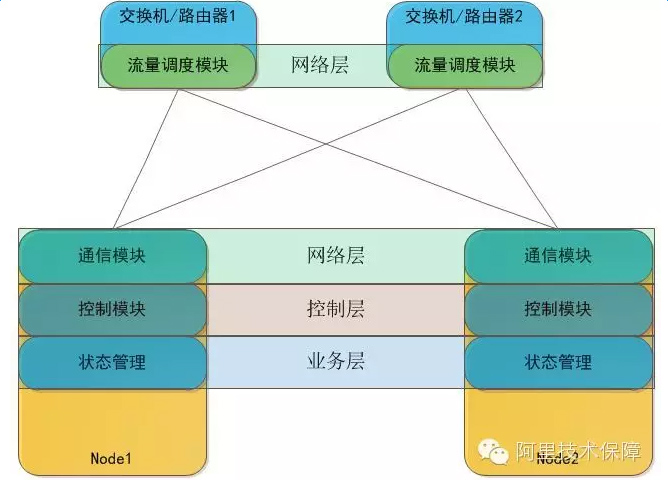 交换机/路由器1
交换机/路由器2
流量调度模块
网络层
流量调度模块
通信模块
网络层
通信模块
控制模块
控制层
控制模块
状态管理
业务层
状态管理
Node1
Node2
阿里技术保障